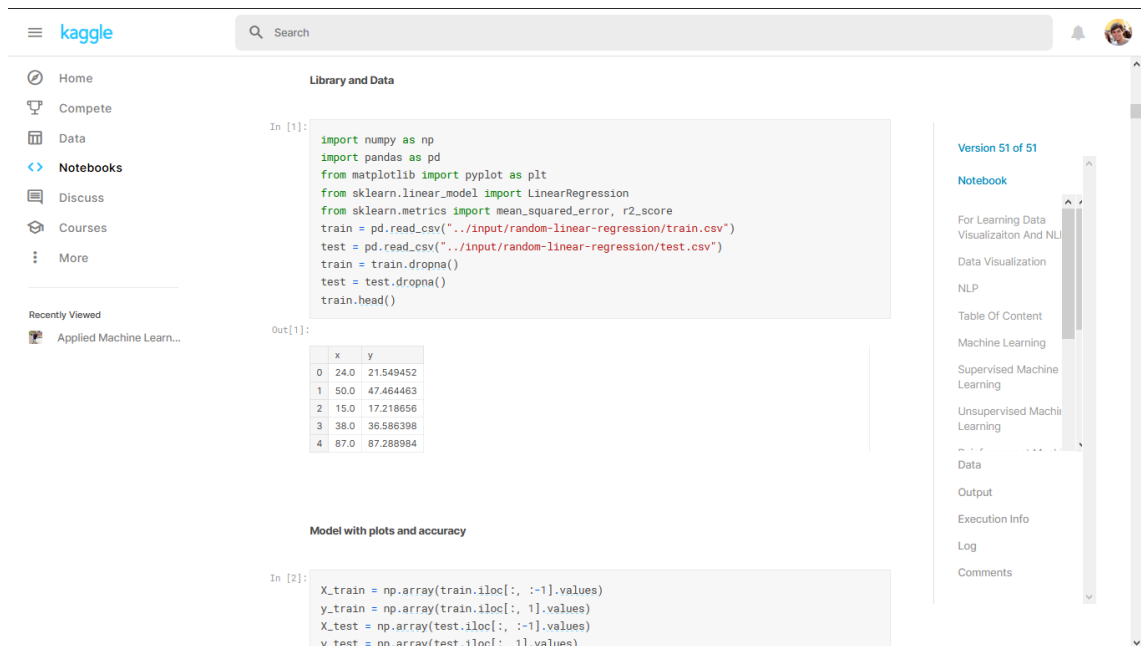 kaggle
Search
Home
Compete
Data
Notebooks
Discuss
Courses
More
Recently Viewed
Applied Machine Learn...
Library and Data
In [1]:
import numpy as np
import pandas as pd
from matplotlib import pyplot as plt
from sklearn.linear_model import LinearRegression
from sklearn.metrics import mean_squared_error, r2_score
train = pd.read_csv("../input/random-linear-regression/train.csv")
test = pd.read_csv("../input/random-linear-regression/test.csv")
train = train.dropna()
test = test.dropna()
train.head()
Out[1]:
x y
0 24.0 21.549452
1 50.0 47.464463
2 15.0 17.218656
3 38.0 36.586398
4 87.0 87.288984
Model with plots and accuracy
In [2]:
X_train = np.array(train.iloc[:, :-1].values)
y_train = np.array(train.iloc[:, 1].values)
X_test = np.array(test.iloc[:, :-1].values)
y_test = np.array(test.iloc[:, 1].values)
Version 51 of 51
Notebook
For Learning Data
Visualizaiton And NL
Data Visualization
NLP
Table Of Content
Machine Learning
Supervised Machine
Learning
Unsupervised Machi
Learning
Data
Output
Execution Info
Log
Comments